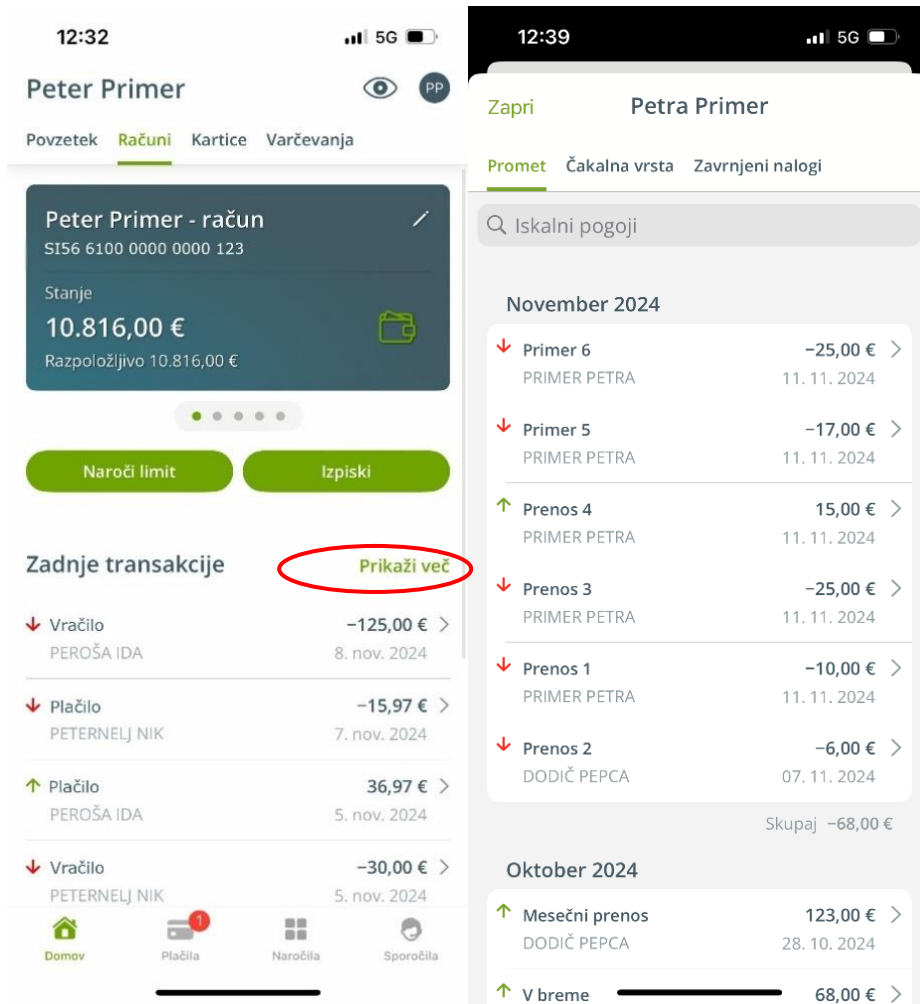 12:32
5G
Peter Primer
PP
Povzetek Računi Kartice Varčevanja
Peter Primer - račun
SI56 6100 0000 0000 123
Stanje
10.816,00 €
Razpoložljivo 10.816,00 €
Naroči limit Izpiski
Zadnje transakcije Prikaži več
Vračilo −125,00 €
PEROŠA IDA 8. nov. 2024
Plačilo −15,97 €
PETERNELJ NIK 7. nov. 2024
Plačilo 36,97 €
PEROŠA IDA 5. nov. 2024
Vračilo −30,00 €
PETERNELJ NIK 5. nov. 2024
1
Domov Plačila Naročila Sporočila
12:39
5G
Zapri Petra Primer
Promet Čakalna vrsta Zavrnjeni nalogi
Iskalni pogoji
November 2024
Primer 6 −25,00 €
PRIMER PETRA 11. 11. 2024
Primer 5 −17,00 €
PRIMER PETRA 11. 11. 2024
Prenos 4 15,00 €
PRIMER PETRA 11. 11. 2024
Prenos 3 −25,00 €
PRIMER PETRA 11. 11. 2024
Prenos 1 −10,00 €
PRIMER PETRA 11. 11. 2024
Prenos 2 −6,00 €
DODIČ PEPCA 07. 11. 2024
Skupaj −68,00 €
Oktober 2024
Mesečni prenos 123,00 €
DODIČ PEPCA 28. 10. 2024
V breme 68,00 €